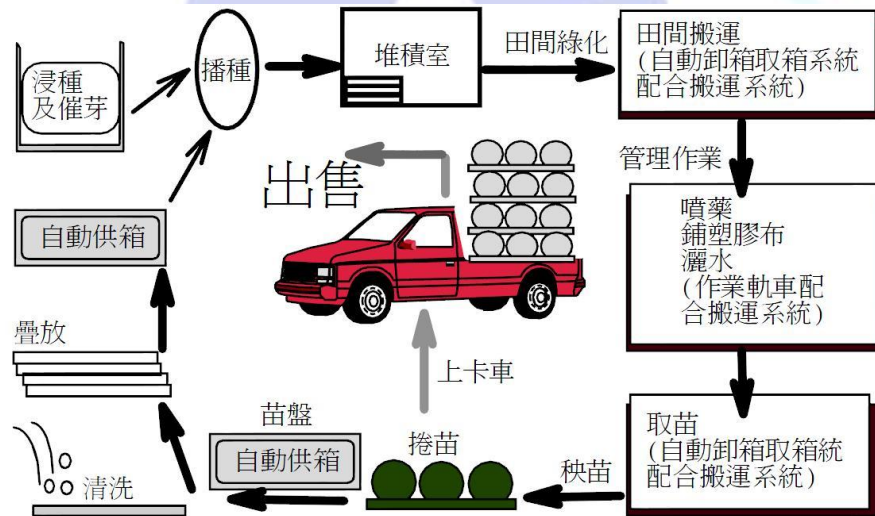 浸種
及催芽
播種
堆積室
田間綠化
田間搬運
(自動卸箱取箱系統
配合搬運系統)
管理作業
噴藥
鋪塑膠布
灑水
(作業軌車配
合搬運系統)
取苗
(自動卸箱取箱統
配合搬運系統)
秧苗
捲苗
上卡車
出售
苗盤
自動供箱
清洗
疊放
自動供箱